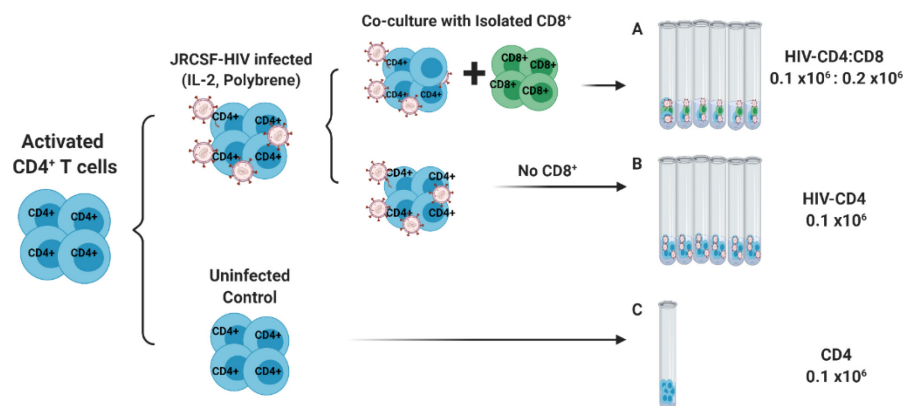 Co-culture with Isolated CD8⁺
A
JRCSF-HIV infected
(IL-2, Polybrene)
CD4+
CD4+
CD4+
CD8+
CD8+
CD8+
CD8+
HIV-CD4:CD8
0.1 x10⁶ : 0.2 x10⁶
CD4+
CD4+
CD4+
CD4+
Activated
CD4⁺ T cells
CD4+
CD4+
CD4+
CD4+
CD4+
CD4+
CD4+
CD4+
No CD8⁺
B
HIV-CD4
0.1 x10⁶
Uninfected
Control
CD4+
CD4+
CD4+
CD4+
C
CD4
0.1 x10⁶